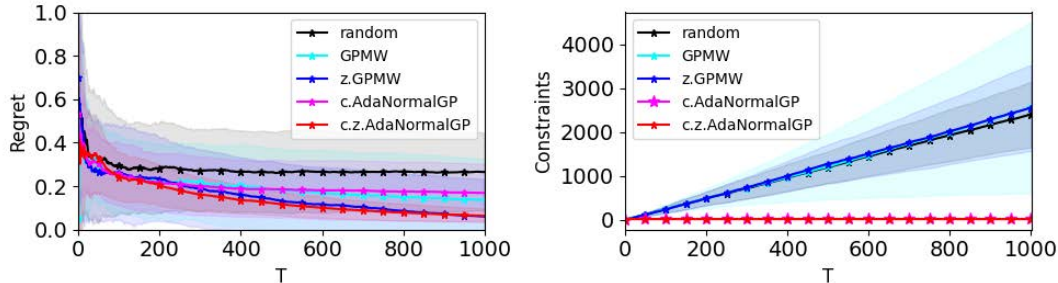 1.0
0.8
0.6
0.4
0.2
0.0
Regret
0 200 400 600 800 1000
T
random
GPMW
z.GPMW
c.AdaNormalGP
c.z.AdaNormalGP
4000
3000
2000
1000
0
Constraints
0 200 400 600 800 1000
T
random
GPMW
z.GPMW
c.AdaNormalGP
c.z.AdaNormalGP